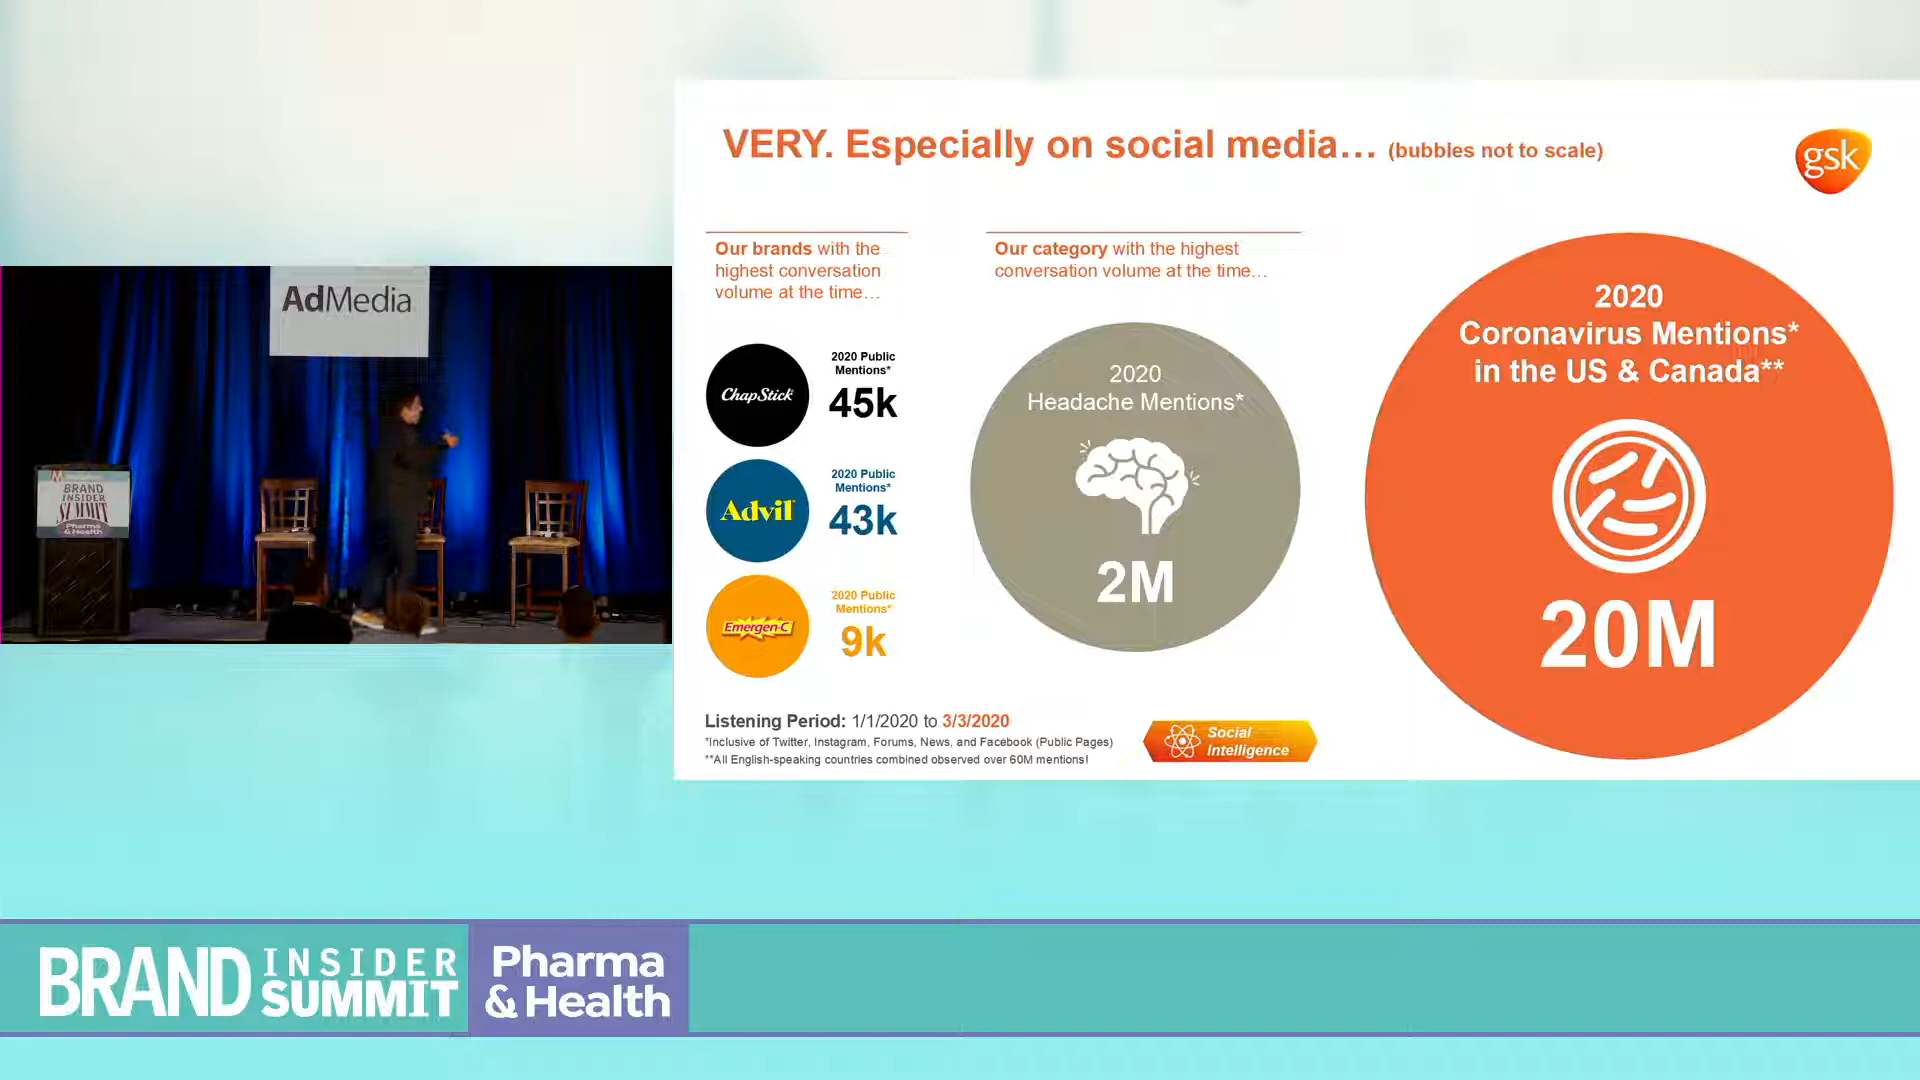 VERY. Especially on social media… (bubbles not to scale)
gsk
Our brands with the
highest conversation
volume at the time…
ChapStick
2020 Public
Mentions*
45k
Advil
2020 Public
Mentions*
43k
Emergen-C
2020 Public
Mentions*
9k
Our category with the highest
conversation volume at the time…
2020
Headache Mentions*
2M
2020
Coronavirus Mentions*
in the US & Canada**
20M
Listening Period: 1/1/2020 to 3/3/2020
*Inclusive of Twitter, Instagram, Forums, News, and Facebook (Public Pages)
**All English-speaking countries combined observed over 60M mentions!
Social
Intelligence
AdMedia
BRAND
INSIDER
SUMMIT
Pharma
& Health
BRAND INSIDER
SUMMIT
Pharma
& Health